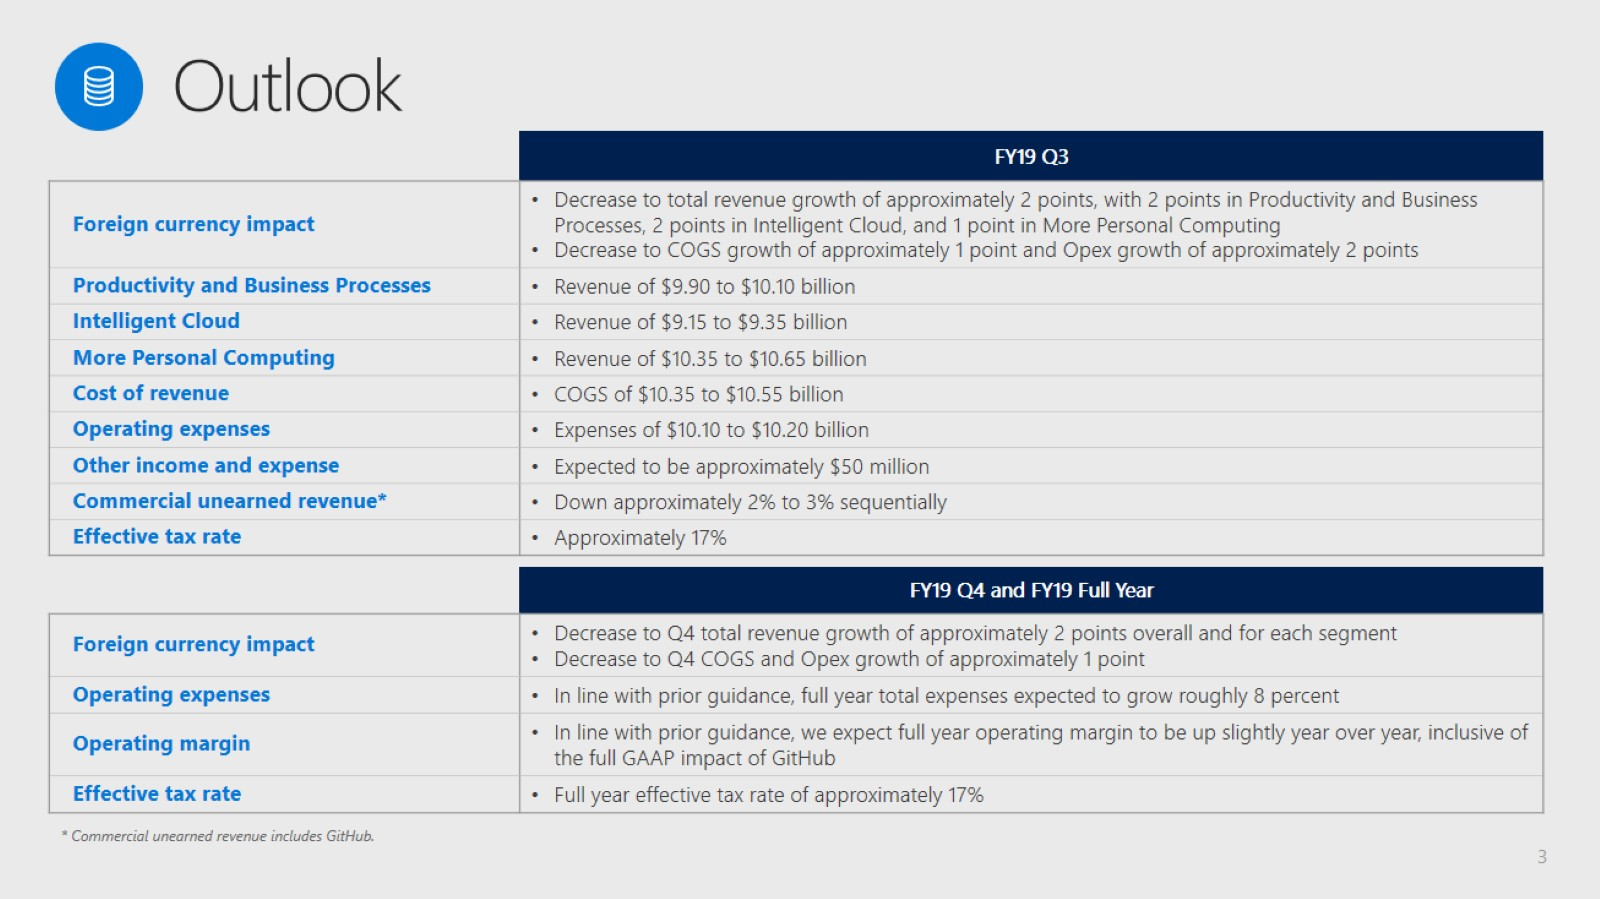 Outlook
FY19 Q3
Foreign currency impact
• Decrease to total revenue growth of approximately 2 points, with 2 points in Productivity and Business
Processes, 2 points in Intelligent Cloud, and 1 point in More Personal Computing
• Decrease to COGS growth of approximately 1 point and Opex growth of approximately 2 points
Productivity and Business Processes
• Revenue of $9.90 to $10.10 billion
Intelligent Cloud
• Revenue of $9.15 to $9.35 billion
More Personal Computing
• Revenue of $10.35 to $10.65 billion
Cost of revenue
• COGS of $10.35 to $10.55 billion
Operating expenses
• Expenses of $10.10 to $10.20 billion
Other income and expense
• Expected to be approximately $50 million
Commercial unearned revenue*
• Down approximately 2% to 3% sequentially
Effective tax rate
• Approximately 17%
FY19 Q4 and FY19 Full Year
Foreign currency impact
• Decrease to Q4 total revenue growth of approximately 2 points overall and for each segment
• Decrease to Q4 COGS and Opex growth of approximately 1 point
Operating expenses
• In line with prior guidance, full year total expenses expected to grow roughly 8 percent
Operating margin
• In line with prior guidance, we expect full year operating margin to be up slightly year over year, inclusive of
the full GAAP impact of GitHub
Effective tax rate
• Full year effective tax rate of approximately 17%
* Commercial unearned revenue includes GitHub.
3